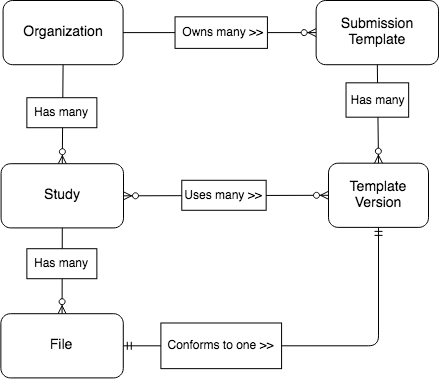 Organization
Owns many >>
Submission
Template
Has many
Has many
Study
Uses many >>
Template
Version
Has many
File
Conforms to one >>